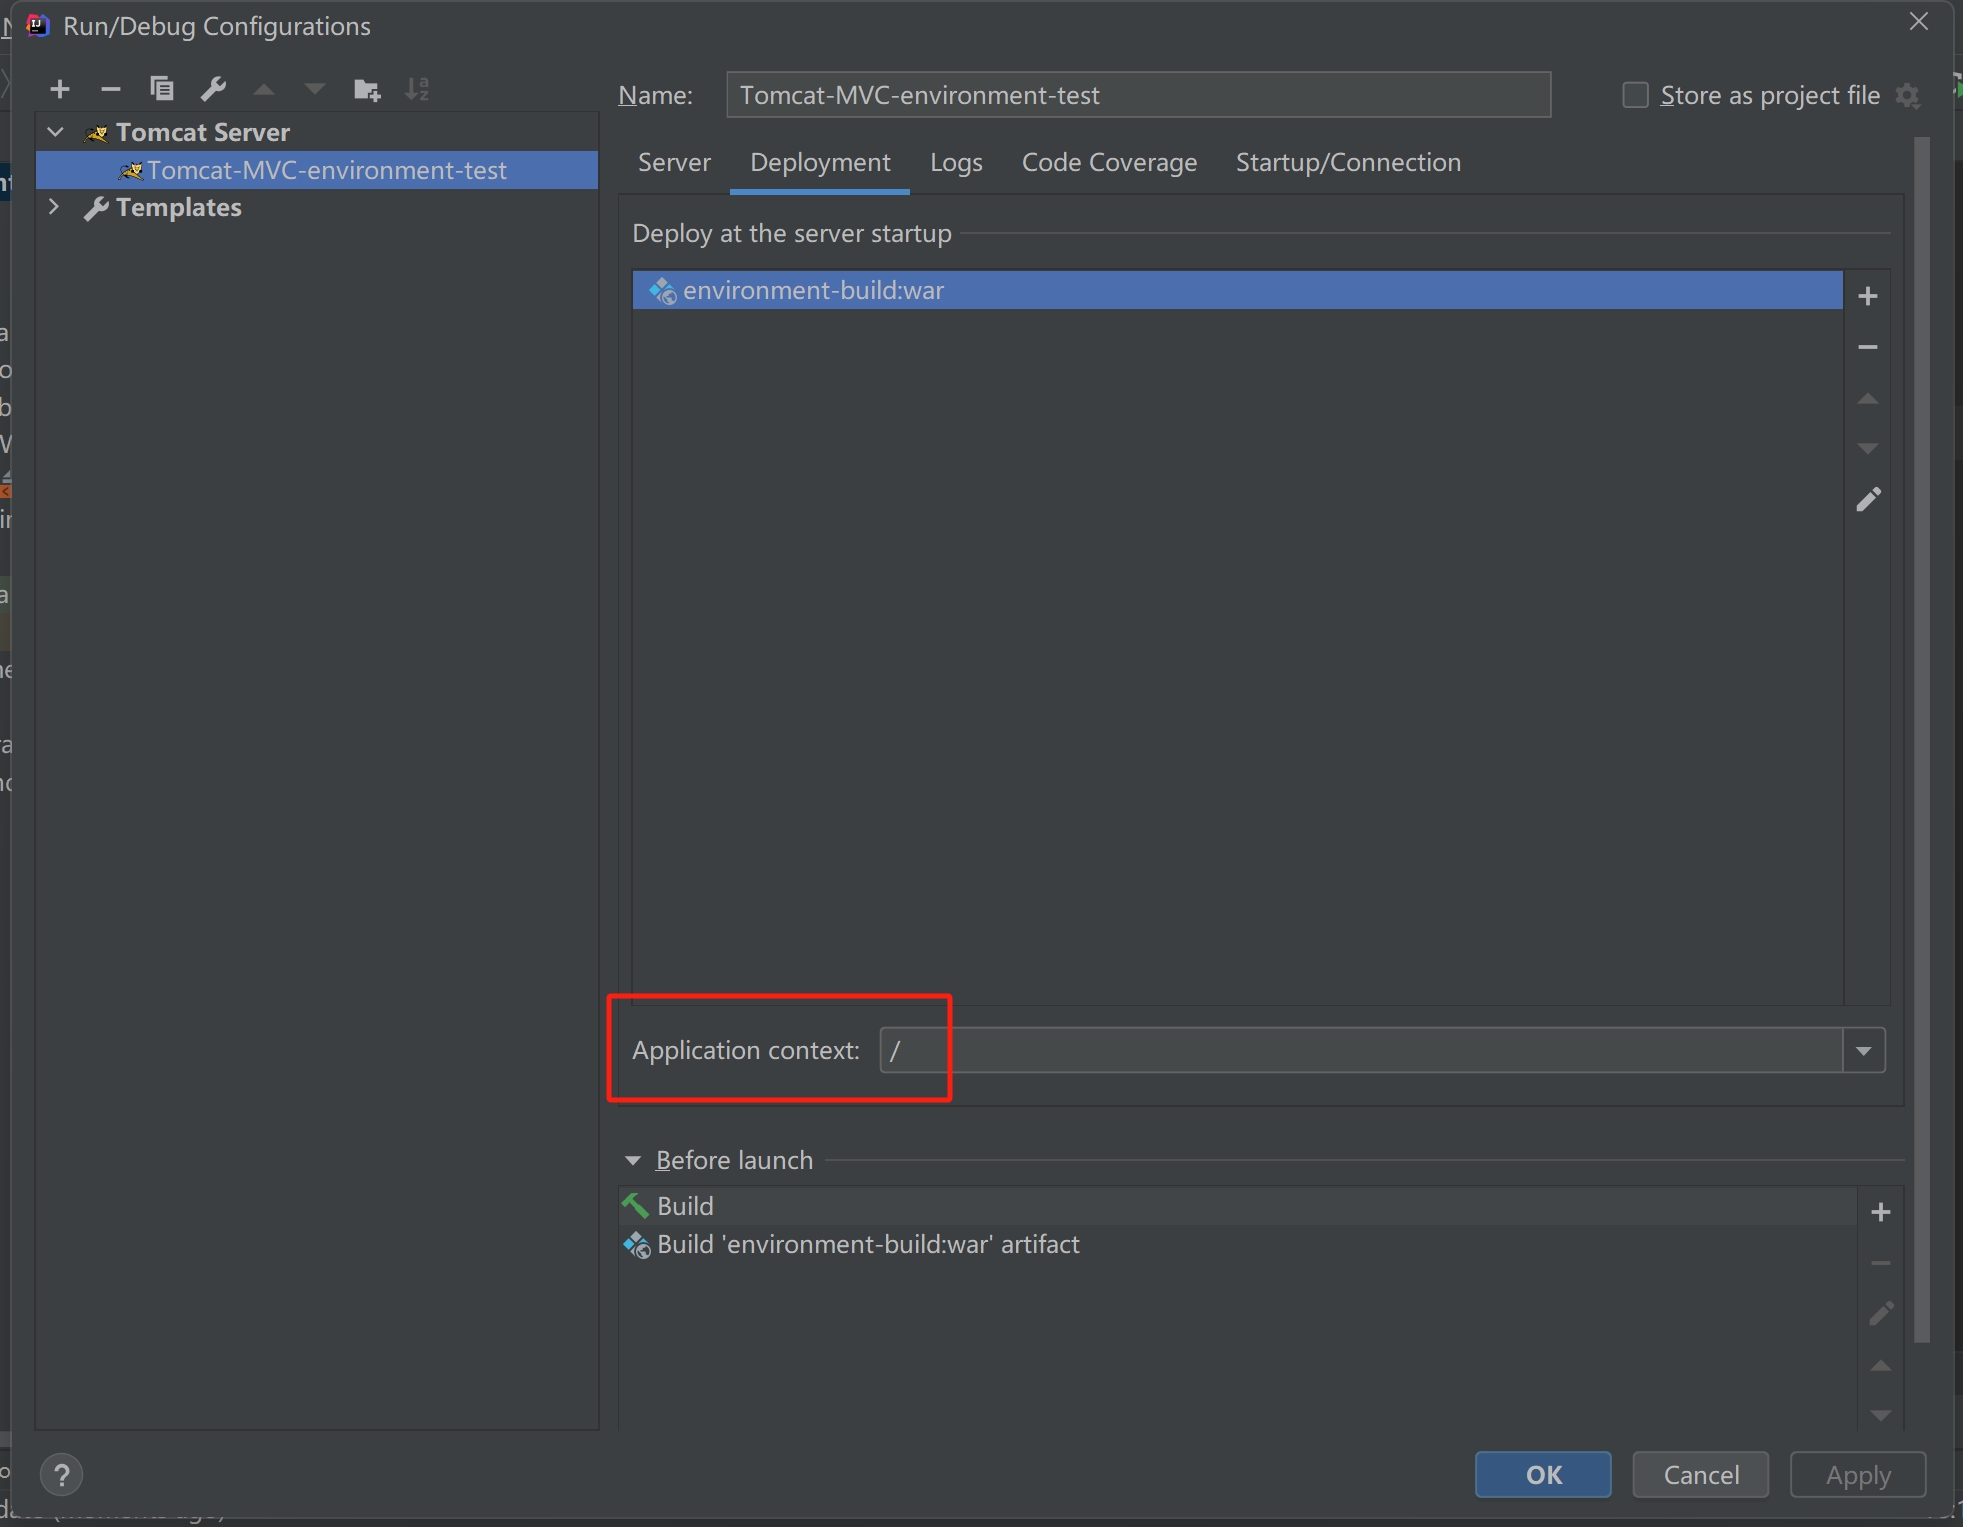 Run/Debug Configurations
Name: Tomcat-MVC-environment-test
Store as project file
Tomcat Server
Tomcat-MVC-environment-test
Templates
Server Deployment Logs Code Coverage Startup/Connection
Deploy at the server startup
environment-build:war
Application context: /
Before launch
Build
Build 'environment-build:war' artifact
?
OK Cancel Apply